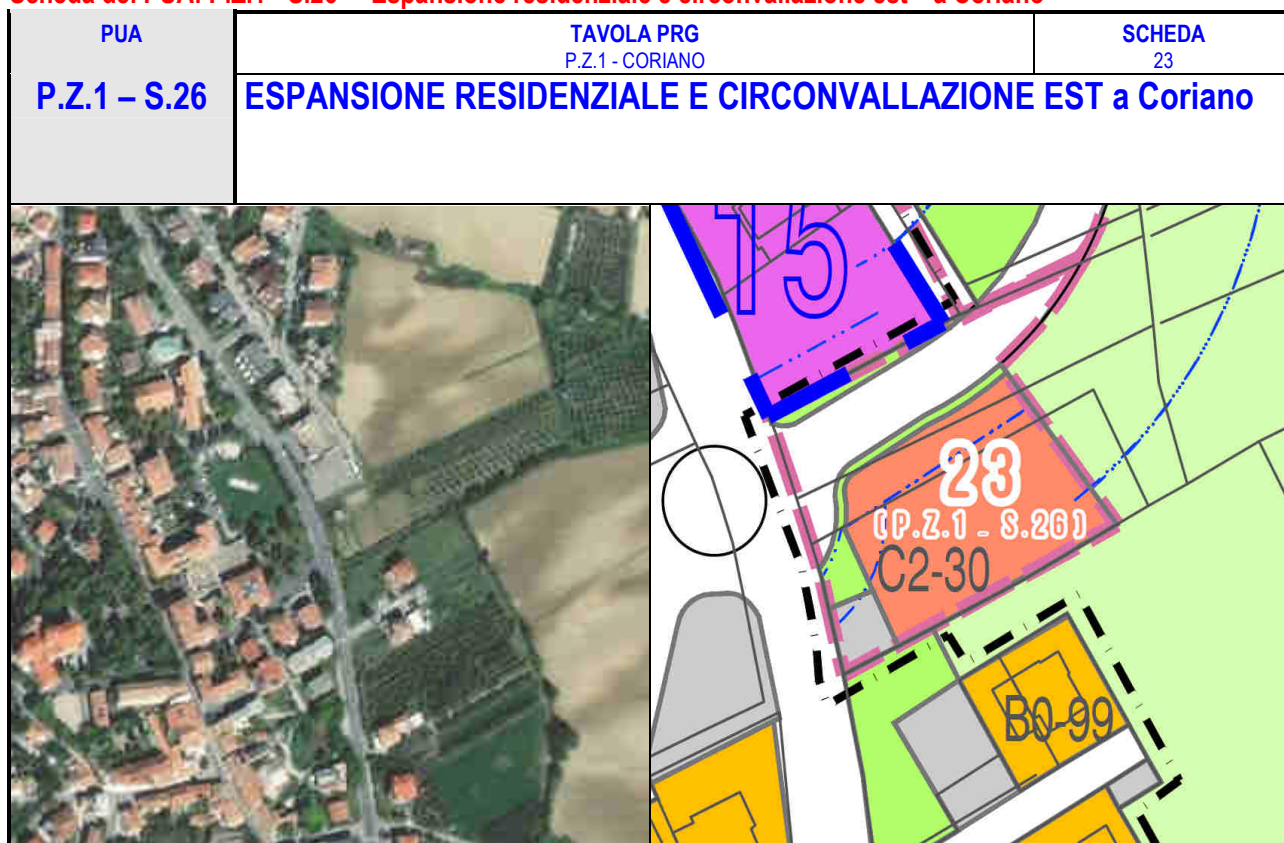 PUA
TAVOLA PRG
SCHEDA
P.Z.1 - CORIANO
23
P.Z.1 – S.26
ESPANSIONE RESIDENZIALE E CIRCONVALLAZIONE EST a Coriano
15
23
(P.Z.1 - S.26)
C2-30
B0-99